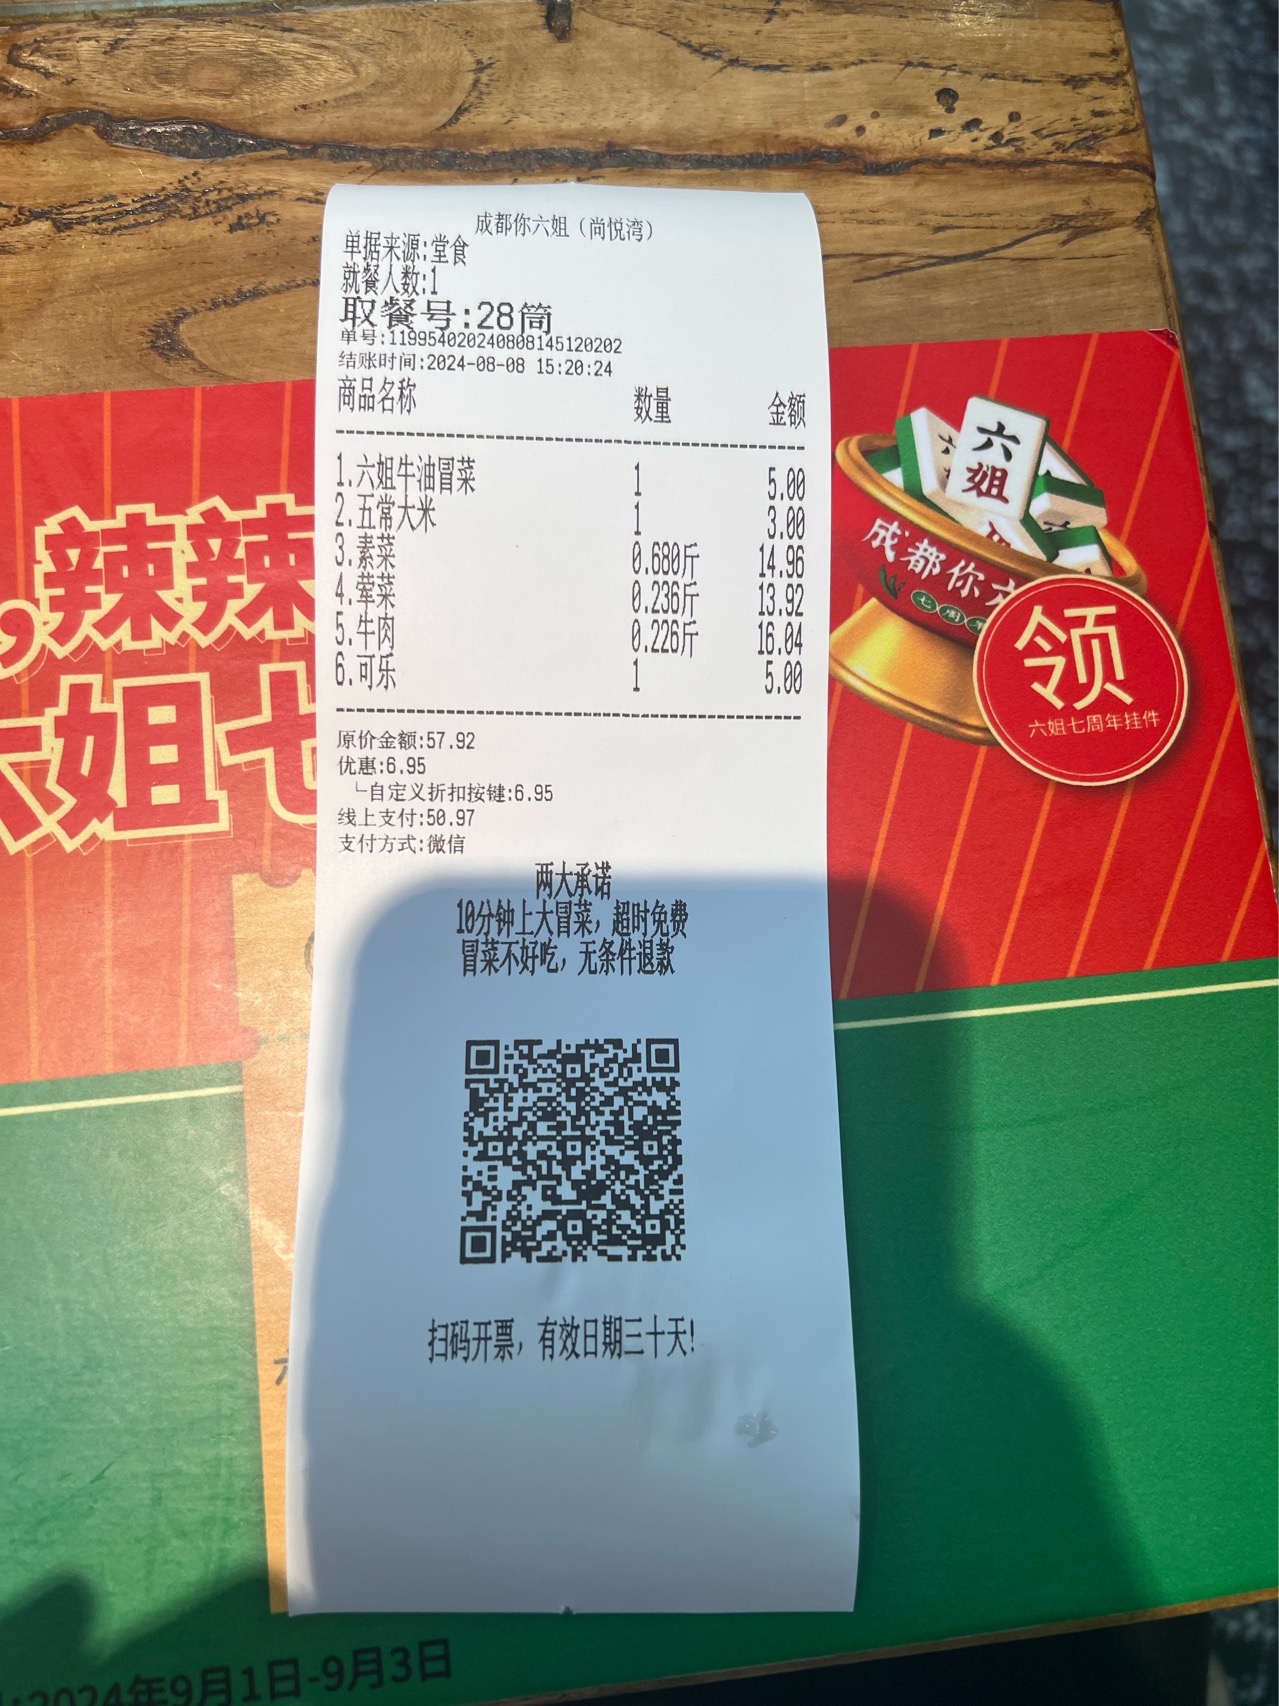 成都你六姐（尚悦湾）
单据来源:堂食
就餐人数:1
取餐号:28筒
单号:119954020240808145120202
结账时间:2024-08-08 15:20:24
商品名称 数量 金额
1.六姐牛油冒菜 1 5.00
2.五常大米 1 3.00
3.素菜 0.680斤 14.96
4.荤菜 0.236斤 13.92
5.牛肉 0.226斤 16.04
6.可乐 1 5.00
原价金额:57.92
优惠:6.95
└自定义折扣按键:6.95
线上支付:50.97
支付方式:微信
两大承诺
10分钟上大冒菜，超时免费
冒菜不好吃，无条件退款
扫码开票，有效日期三十天!
辣辣
六姐七
六姐
成都你六
七周
领
六姐七周年挂件
2024年9月1日-9月3日